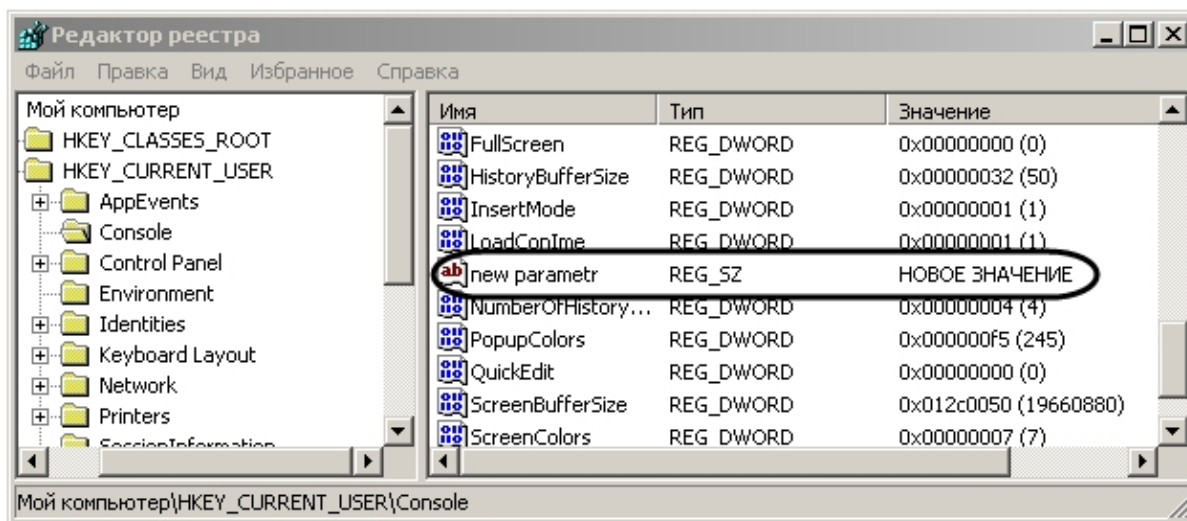 Редактор реестра
Файл Правка Вид Избранное Справка
Мой компьютер
HKEY_CLASSES_ROOT
HKEY_CURRENT_USER
AppEvents
Console
Control Panel
Environment
Identities
Keyboard Layout
Network
Printers
SessionInformation
Имя Тип Значение
FullScreen REG_DWORD 0x00000000 (0)
HistoryBufferSize REG_DWORD 0x00000032 (50)
InsertMode REG_DWORD 0x00000001 (1)
LoadConIme REG_DWORD 0x00000001 (1)
new parametr REG_SZ НОВОЕ ЗНАЧЕНИЕ
NumberOfHistory... REG_DWORD 0x00000004 (4)
PopupColors REG_DWORD 0x000000f5 (245)
QuickEdit REG_DWORD 0x00000000 (0)
ScreenBufferSize REG_DWORD 0x012c0050 (19660880)
ScreenColors REG_DWORD 0x00000007 (7)
Мой компьютер\HKEY_CURRENT_USER\Console